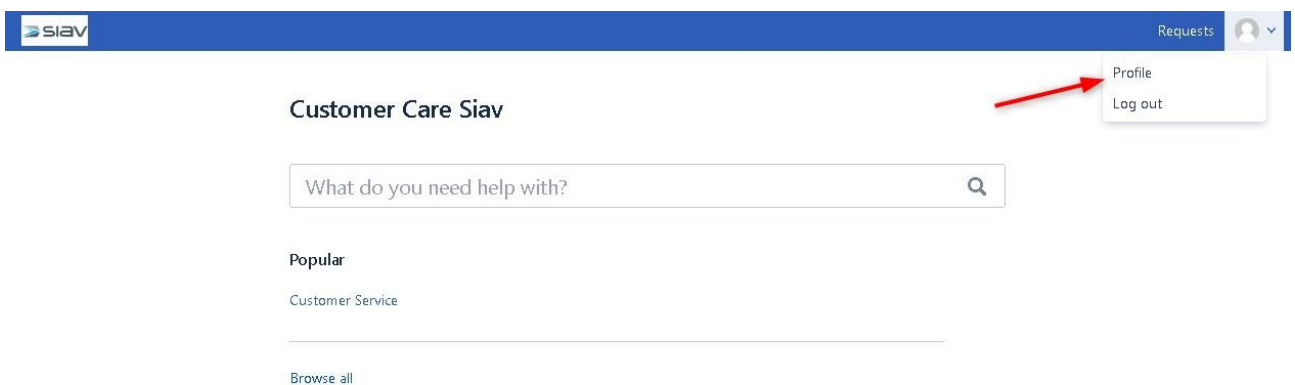 SIAV
Requests
Profile
Log out
Customer Care Siav
What do you need help with?
Popular
Customer Service
Browse all